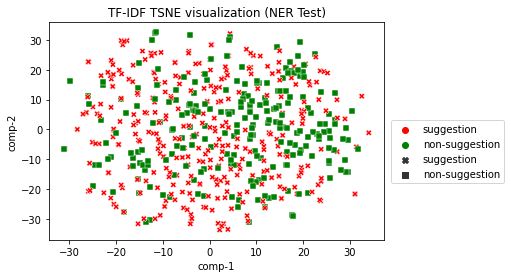 TF-IDF TSNE visualization (NER Test)
30
20
10
0
−10
−20
−30
comp-2
−30 −20 −10 0 10 20 30
comp-1
suggestion
non-suggestion
suggestion
non-suggestion